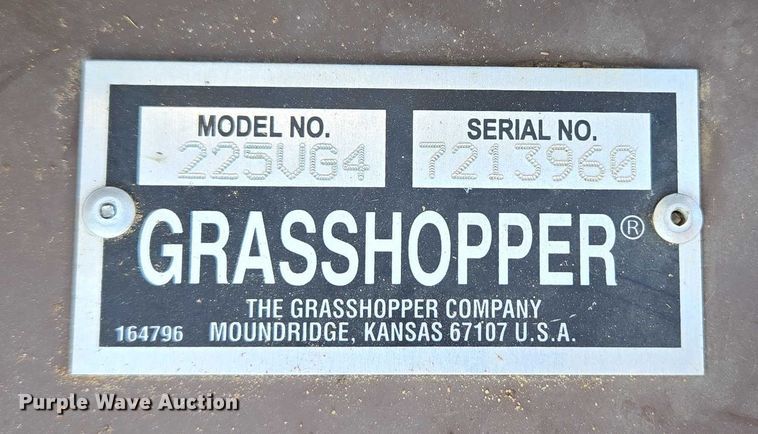 MODEL NO.
225VG4
SERIAL NO.
7213960
GRASSHOPPER®
THE GRASSHOPPER COMPANY
164796 MOUNDRIDGE, KANSAS 67107 U.S.A.
Purple Wave Auction